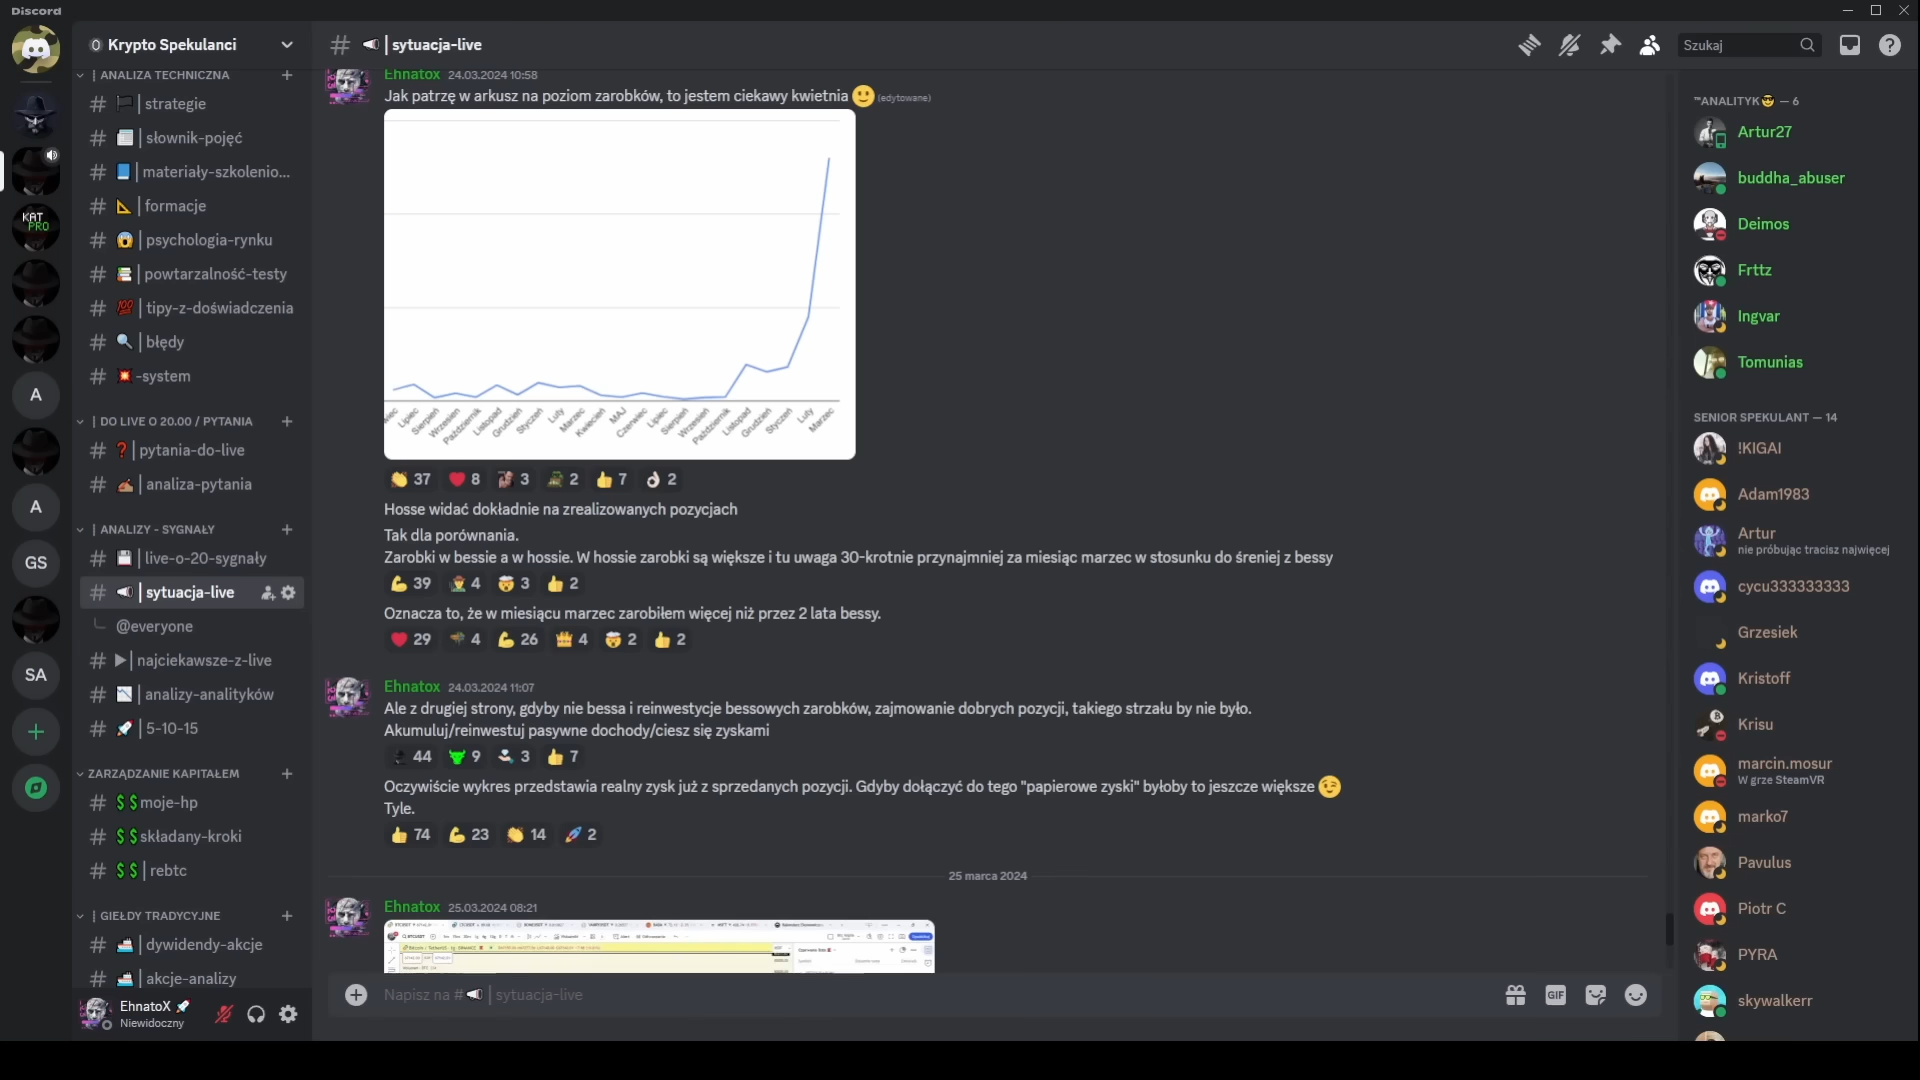 Discord
Krypto Spekulanci
| ANALIZA TECHNICZNA
# | strategie
# | słownik-pojęć
# | materiały-szkolenio...
# | formacje
# | psychologia-rynku
# | powtarzalność-testy
# 100 | tipy-z-doświadczenia
# | błędy
# -system
| DO LIVE O 20.00 / PYTANIA
# ❓ | pytania-do-live
# | analiza-pytania
| ANALIZY - SYGNAŁY
# | live-o-20-sygnały
# | sytuacja-live
@everyone
# ▶ | najciekawsze-z-live
# | analizy-analityków
# | 5-10-15
ZARZĄDZANIE KAPITAŁEM
# $ $ moje-hp
# $ $ składany-kroki
# $ $ | rebtc
| GIEŁDY TRADYCYJNE
# | dywidendy-akcje
# | akcje-analizy
EhnatoX
Niewidoczny
KAT
PRO
A
A
GS
SA
# | sytuacja-live
Szukaj
Ehnatox 24.03.2024 10:58
Jak patrzę w arkusz na poziom zarobków, to jestem ciekawy kwietnia (edytowane)
Lipiec
Sierpień
Wrzesień
Październik
Listopad
Grudzień
Styczeń
Luty
Marzec
Kwiecień
MAJ
Czerwiec
Lipiec
Sierpień
Wrzesień
Październik
Listopad
Grudzień
Styczeń
Luty
Marzec
37 8 3 2 7 2
Hosse widać dokładnie na zrealizowanych pozycjach
Tak dla porównania.
Zarobki w bessie a w hossie. W hossie zarobki są większe i tu uwaga 30-krotnie przynajmniej za miesiąc marzec w stosunku do śreniej z bessy
39 4 3 2
Oznacza to, że w miesiącu marzec zarobiłem więcej niż przez 2 lata bessy.
29 4 26 4 2 2
Ehnatox 24.03.2024 11:07
Ale z drugiej strony, gdyby nie bessa i reinwestycje bessowych zarobków, zajmowanie dobrych pozycji, takiego strzału by nie było.
Akumuluj/reinwestuj pasywne dochody/ciesz się zyskami
44 9 3 7
Oczywiście wykres przedstawia realny zysk już z sprzedanych pozycji. Gdyby dołączyć do tego "papierowe zyski" byłoby to jeszcze większe
Tyle.
74 23 14 2
25 marca 2024
Ehnatox 25.03.2024 08:21
Napisz na # | sytuacja-live
GIF
™ANALITYK — 6
Artur27
buddha_abuser
Deimos
Frttz
Ingvar
Tomunias
SENIOR SPEKULANT — 14
!KIGAI
Adam1983
Artur
nie próbując tracisz najwięcej
cycu333333333
Grzesiek
Kristoff
Krisu
marcin.mosur
W grze SteamVR
marko7
Pavulus
Piotr C
PYRA
skywalkerr